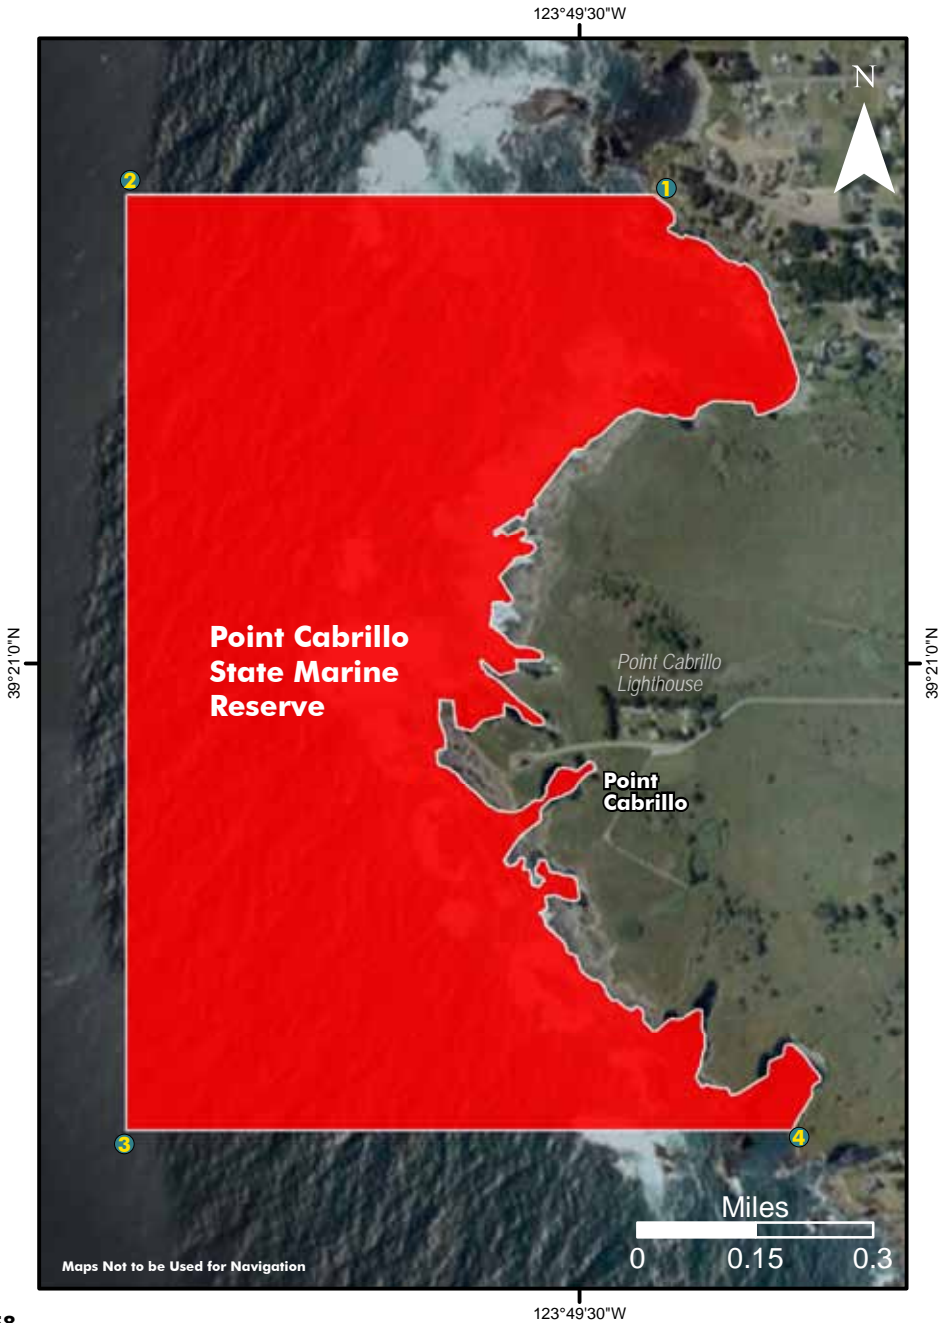 123°49'30"W
N
2
1
39°21'0"N
39°21'0"N
Point Cabrillo
State Marine
Reserve
Point Cabrillo
Lighthouse
Point
Cabrillo
3
4
Miles
0 0.15 0.3
Maps Not to be Used for Navigation
123°49'30"W